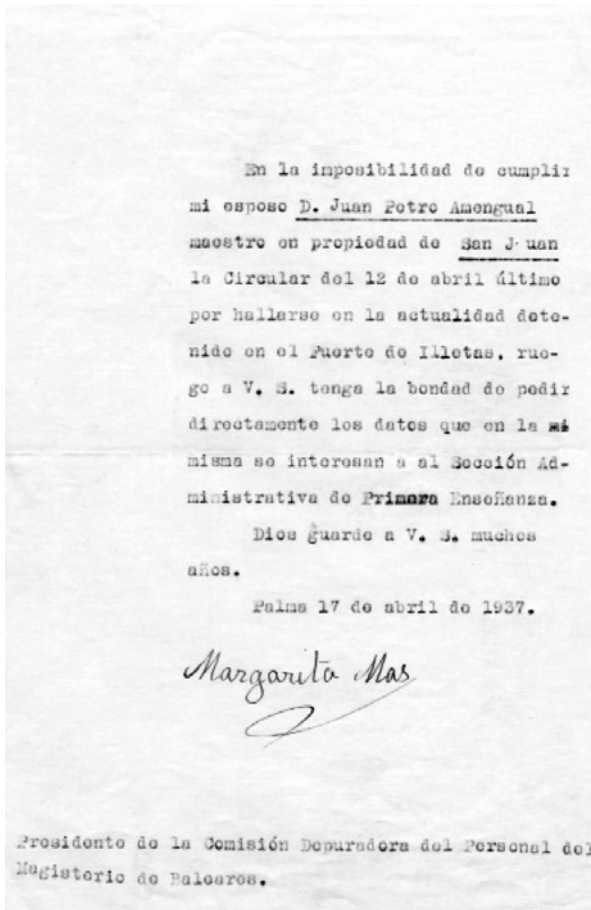 En la imposibilidad de cumplir
mi esposo D. Juan Petro Amengual
maestro en propiedad de San J uan
la Circular del 12 de abril último
por hallarse en la actualidad dete-
nido en el Fuerte de Illetas, rue-
go a V. S. tenga la bondad de pedir
directamente los datos que en la mi
misma se interesan a al Sección Ad-
ministrativa de Primera Enseñanza.
Dios guarde a V. S. muchos
años.
Palma 17 de abril de 1937.
Margarita Mas
Presidente de la Comisión Depuradora del Personal del
Magisterio de Baleares.